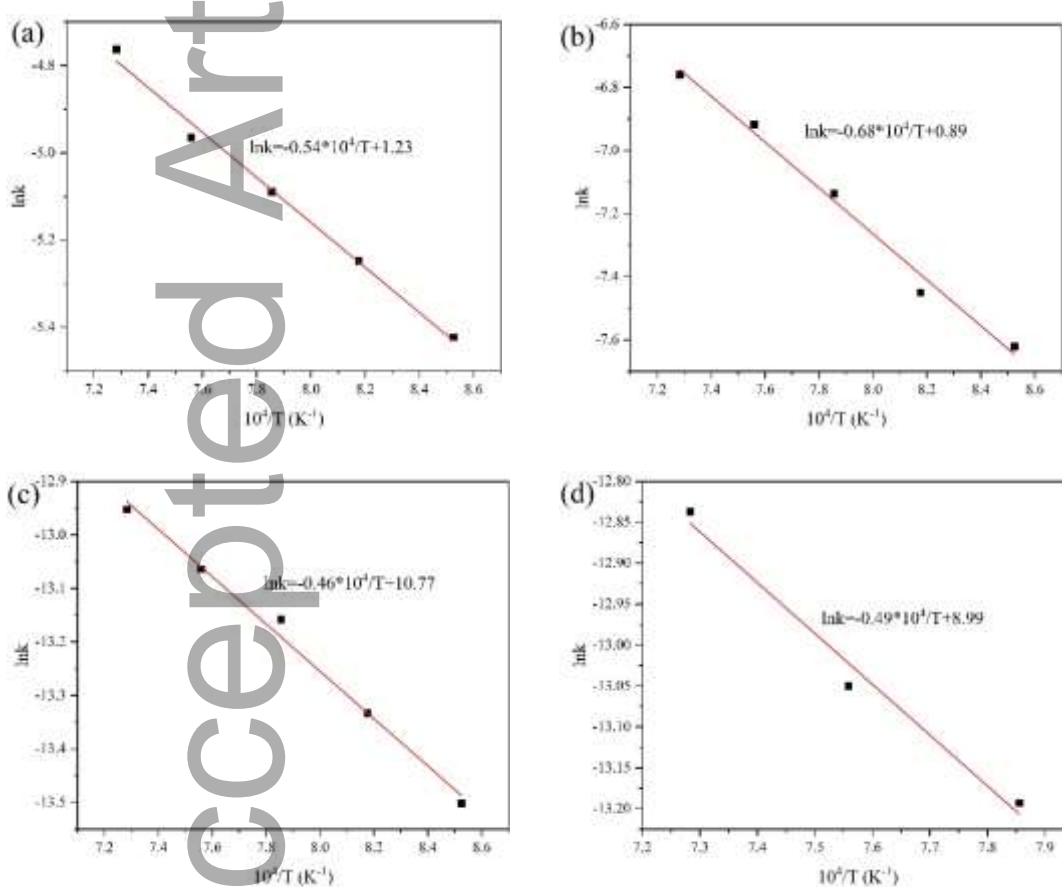 (a)
-4.8
-5.0
-5.2
-5.4
lnk
lnk=-0.54*10⁴/T+1.23
7.2 7.4 7.6 7.8 8.0 8.2 8.4 8.6
10⁴/T (K⁻¹)
(b)
-6.6
-6.8
-7.0
-7.2
-7.4
-7.6
lnk
lnk=-0.68*10⁴/T+0.89
7.2 7.4 7.6 7.8 8.0 8.2 8.4 8.6
10⁴/T (K⁻¹)
(c)
-12.9
-13.0
-13.1
-13.2
-13.3
-13.4
-13.5
lnk
lnk=-0.46*10⁴/T-10.77
7.2 7.4 7.6 7.8 8.0 8.2 8.4 8.6
10⁴/T (K⁻¹)
(d)
-12.80
-12.85
-12.90
-12.95
-13.00
-13.05
-13.10
-13.15
-13.20
lnk
lnk=-0.49*10⁴/T+8.99
7.2 7.3 7.4 7.5 7.6 7.7 7.8 7.9
10⁴/T (K⁻¹)
ccepted Art